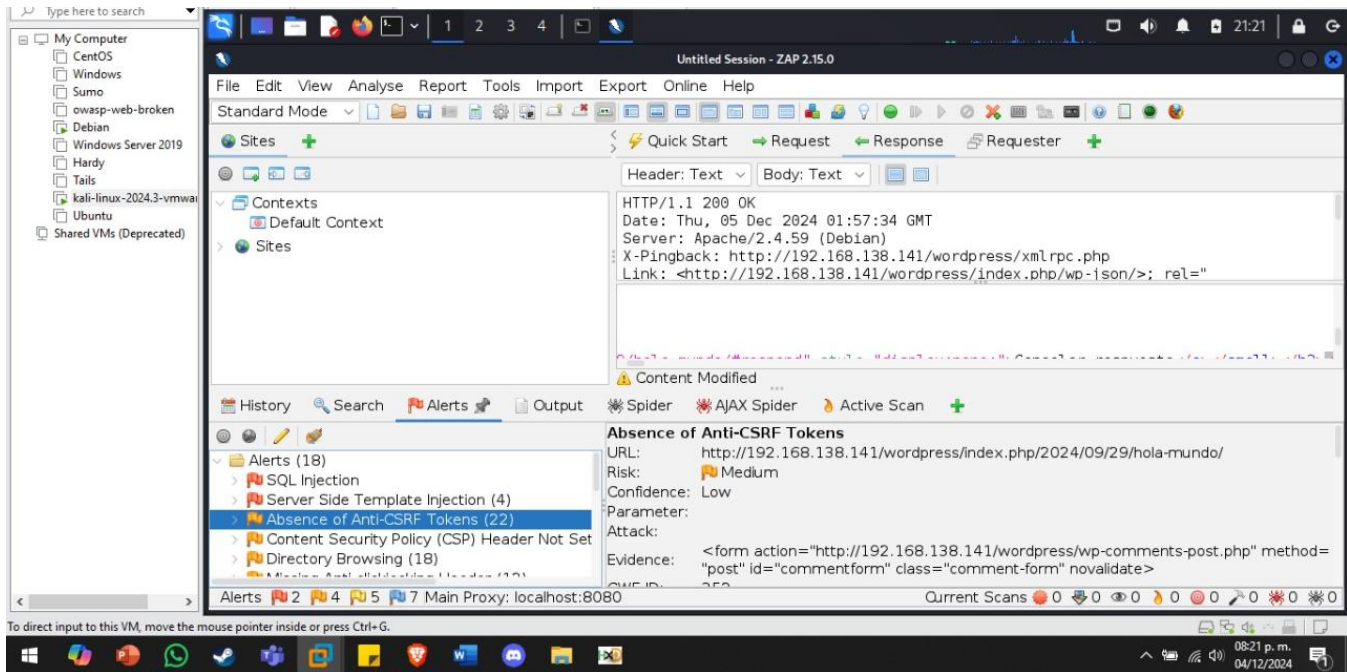 Type here to search
My Computer
CentOS
Windows
Sumo
owasp-web-broken
Debian
Windows Server 2019
Hardy
Tails
kali-linux-2024.3-vmwar
Ubuntu
Shared VMs (Deprecated)
1 2 3 4
21:21
Untitled Session - ZAP 2.15.0
File Edit View Analyse Report Tools Import Export Online Help
Standard Mode
Sites
Quick Start Request Response Requester
Header: Text Body: Text
Contexts
Default Context
Sites
HTTP/1.1 200 OK
Date: Thu, 05 Dec 2024 01:57:34 GMT
Server: Apache/2.4.59 (Debian)
X-Pingback: http://192.168.138.141/wordpress/xmlrpc.php
Link: <http://192.168.138.141/wordpress/index.php/wp-json/>; rel="
Content Modified
History Search Alerts Output Spider AJAX Spider Active Scan
Alerts (18)
SQL Injection
Server Side Template Injection (4)
Absence of Anti-CSRF Tokens (22)
Content Security Policy (CSP) Header Not Set
Directory Browsing (18)
Absence of Anti-CSRF Tokens
URL: http://192.168.138.141/wordpress/index.php/2024/09/29/hola-mundo/
Risk: Medium
Confidence: Low
Parameter:
Attack:
Evidence: <form action="http://192.168.138.141/wordpress/wp-comments-post.php" method=
"post" id="commentform" class="comment-form" novalidate>
Alerts 2 4 5 7 Main Proxy: localhost:8080
Current Scans 0 0 0 0 0 0 0 0
To direct input to this VM, move the mouse pointer inside or press Ctrl+G.
08:21 p. m.
04/12/2024